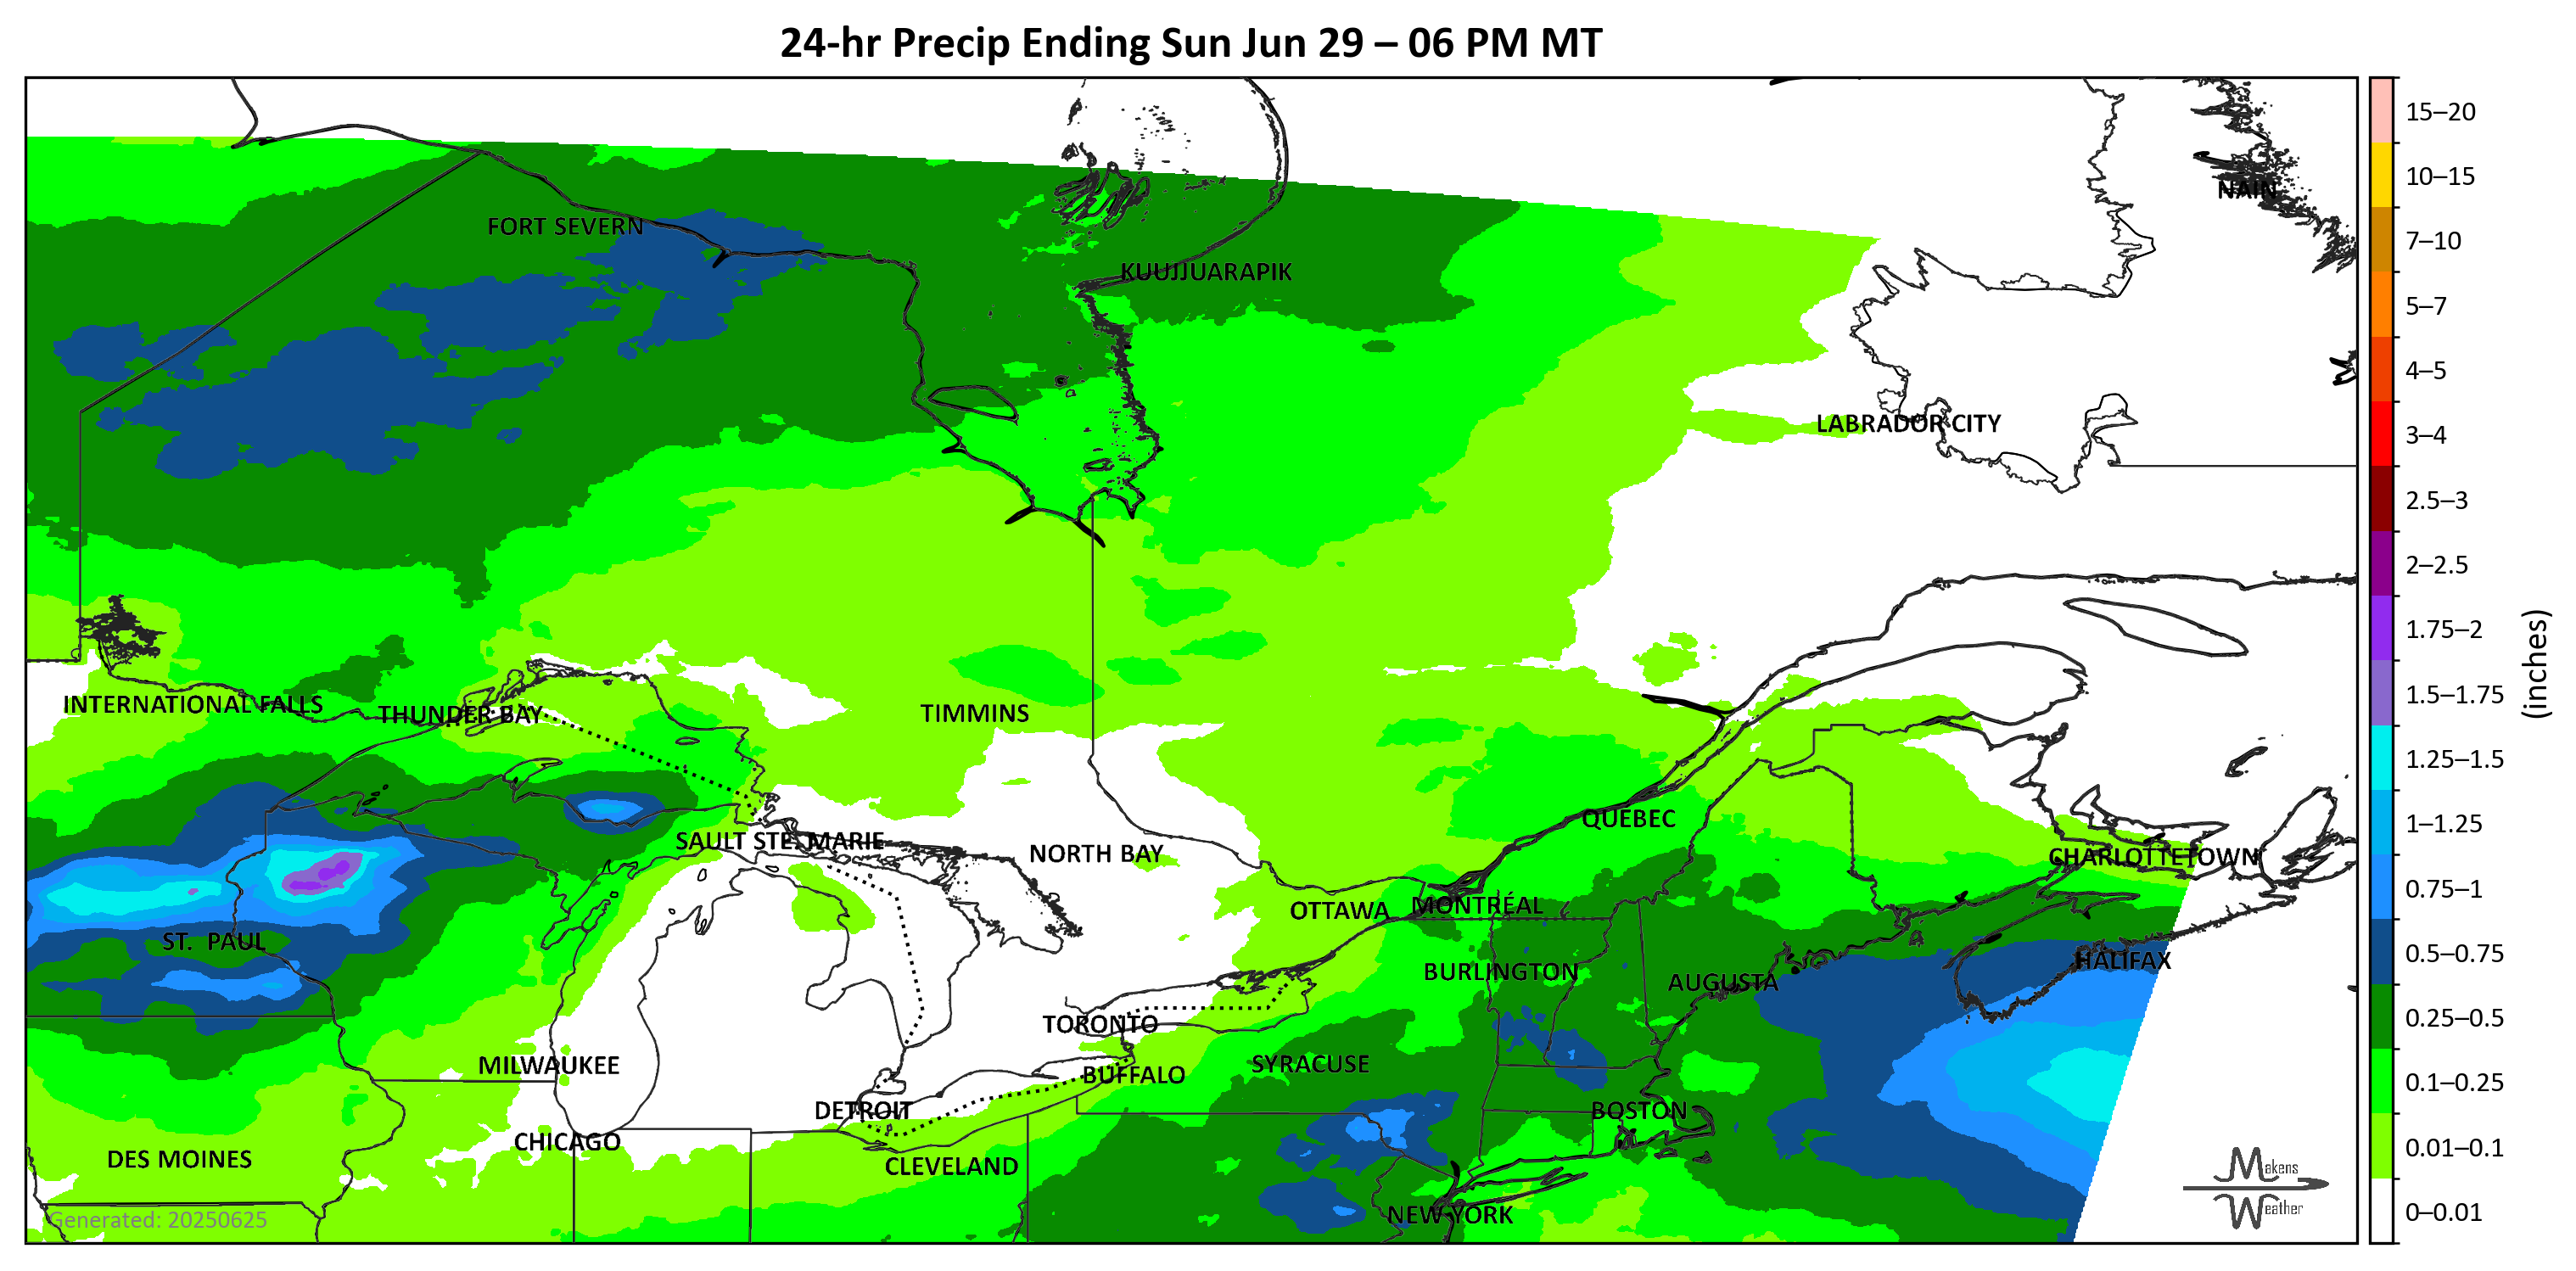 24-hr Precip Ending Sun Jun 29 – 06 PM MT
15–20
NAIN
10–15
FORT SEVERN
7–10
KUUJJUARAPIK
5–7
4–5
LABRADOR CITY
3–4
2.5–3
2–2.5
1.75–2
(inches)
INTERNATIONAL FALLS
THUNDER BAY
TIMMINS
1.5–1.75
1.25–1.5
QUÉBEC
1–1.25
SAULT STE. MARIE
NORTH BAY
CHARLOTTETOWN
OTTAWA
MONTRÉAL
0.75–1
ST. PAUL
BURLINGTON
AUGUSTA
HALIFAX
0.5–0.75
TORONTO
0.25–0.5
MILWAUKEE
BUFFALO
SYRACUSE
0.1–0.25
DETROIT
BOSTON
CHICAGO
DES MOINES
CLEVELAND
0.01–0.1
Makens
Weather
Generated: 20250625
NEW YORK
0–0.01